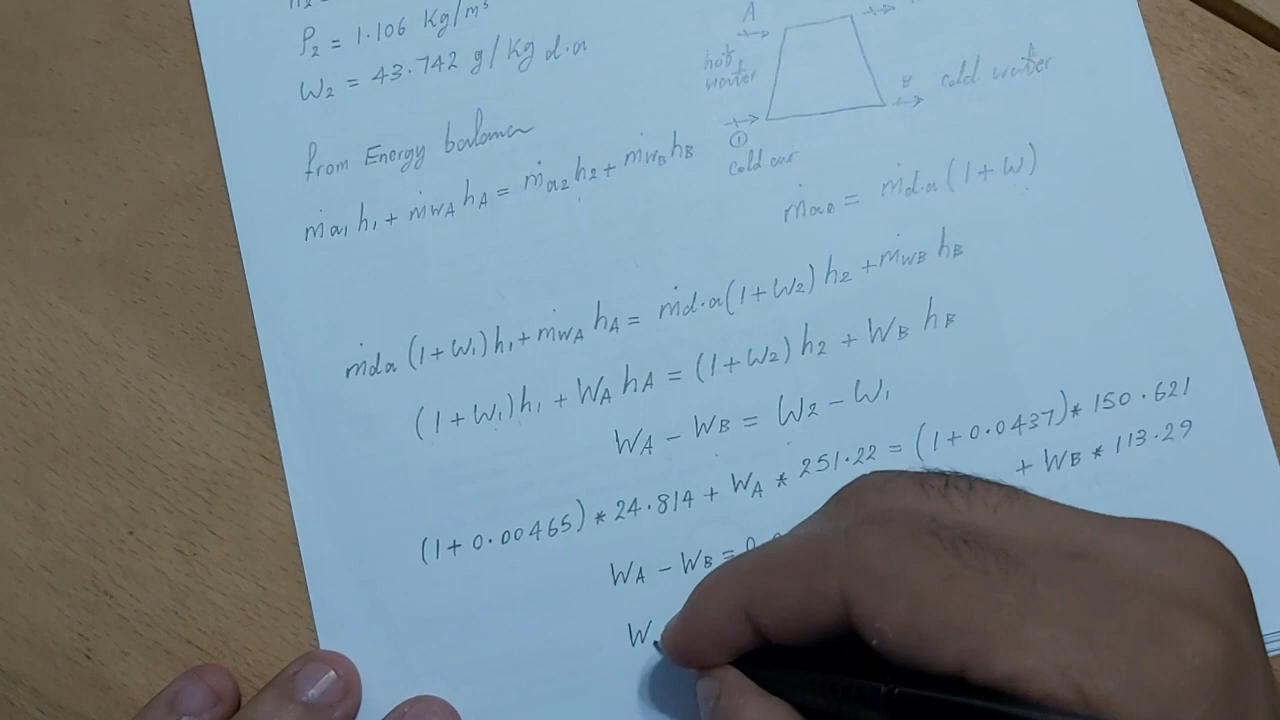 ρ₂ = 1.106 Kg/m³
W₂ = 43.742 g/Kg d.a
A
hot water
B
cold water
①
cold air
from Energy balance
ṁa₁ h₁ + ṁwA hA = ṁa₂ h₂ + ṁwB hB
ṁd.a (1 + W)
ṁda (1+W₁) h₁ + ṁwA hA = ṁd.a (1+W₂) h₂ + ṁwB hB
(1+W₁) h₁ + WA hA = (1+W₂) h₂ + WB hB
WA - WB = W₂ - W₁
(1 + 0.00465) * 24.814 + WA * 251.22 = (1 + 0.0437) * 150.621
+ WB * 113.29
WA - WB = 0.
W